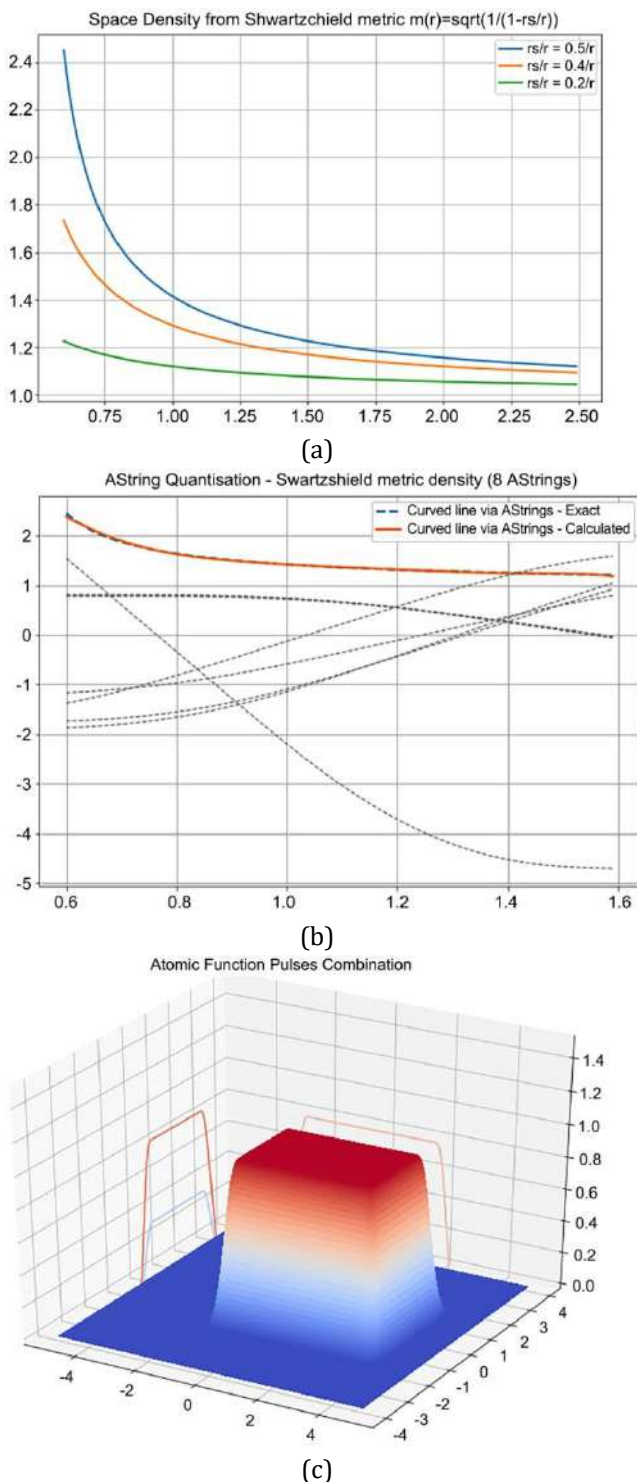 Space Density from Shwartzchield metric m(r)=sqrt(1/(1-rs/r))
rs/r = 0.5/r
rs/r = 0.4/r
rs/r = 0.2/r
2.4
2.2
2.0
1.8
1.6
1.4
1.2
1.0
0.75 1.00 1.25 1.50 1.75 2.00 2.25 2.50
(a)
AString Quantisation - Swartzshield metric density (8 AStrings)
Curved line via AStrings - Exact
Curved line via AStrings - Calculated
2
1
0
-1
-2
-3
-4
-5
0.6 0.8 1.0 1.2 1.4 1.6
(b)
Atomic Function Pulses Combination
1.4
1.2
1.0
0.8
0.6
0.4
0.2
0.0
-4 -2 0 2 4
-4 -3 -2 -1 0 1 2 3 4
(c)